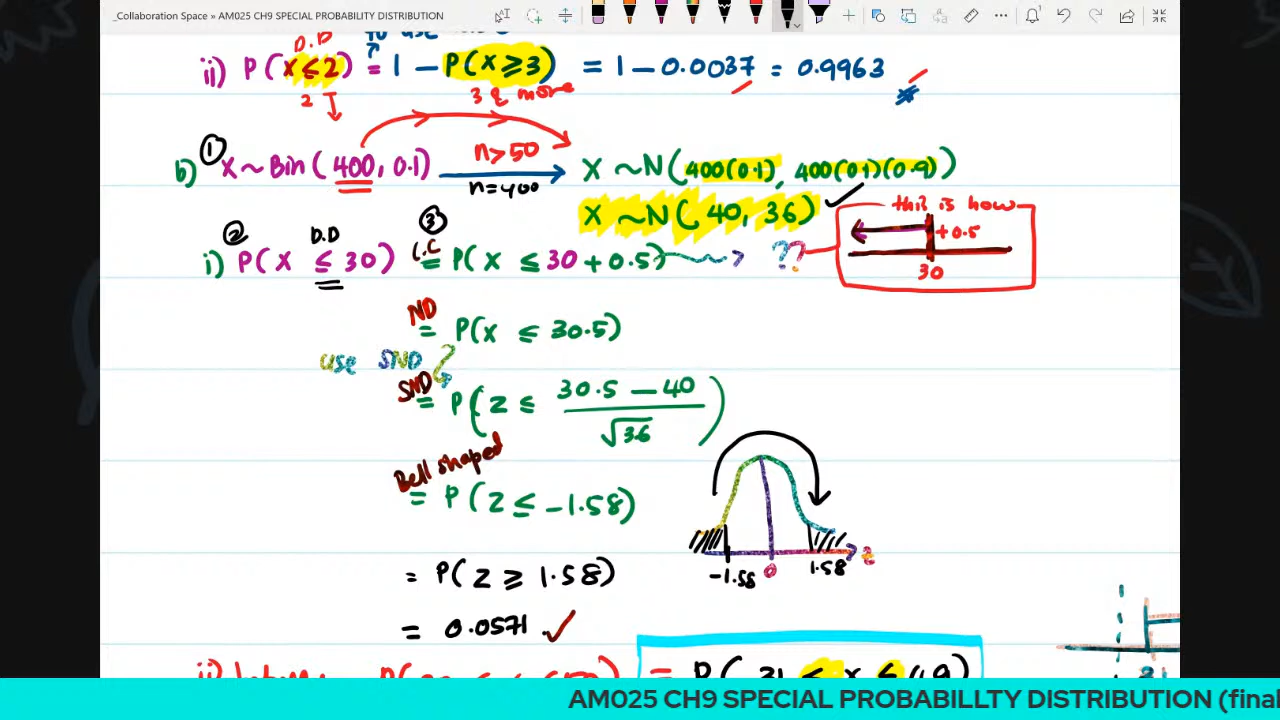 _Collaboration Space » AM025 CH9 SPECIAL PROBABILITY DISTRIBUTION
D.D
to use
ii) P(X ≤ 2) = 1 − P(X ≥ 3) = 1 − 0.0037 = 0.9963
2
3 & more
b) ① X ~ Bin(400, 0.1) n > 50 n = 400 X ~ N(400(0.1), 400(0.1)(0.9))
X ~ N(40, 36)
this is how
+0.5
30
② D.D ③ C.C
i) P(X ≤ 30) = P(X ≤ 30 + 0.5) ??
ND
= P(X ≤ 30.5)
use SND
SND
= P(Z ≤ 30.5 − 40 / √36)
Bell shaped
= P(Z ≤ −1.58)
−1.58 0 1.58 z
= P(Z ≥ 1.58)
= 0.0571
AM025 CH9 SPECIAL PROBABILLTY DISTRIBUTION (final